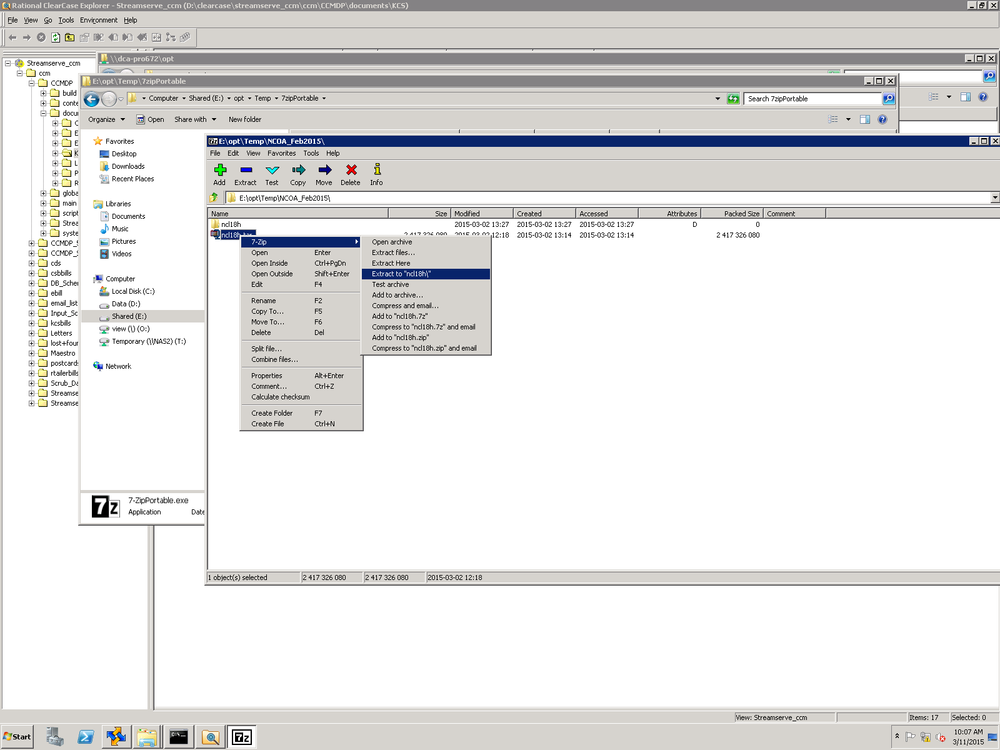 Rational ClearCase Explorer - Streamserve_ccm (D:\clearcase\streamserve_ccm\ccm\CCMDP\documents\KCS)
File View Go Tools Environment Help
Streamserve_ccm
ccm
CCMDP
build
conte
docu
C
E
E
K
L
P
R
globa
main
script
Strea
syste
CCMDP_S
CCMDP_S
cds
csbbills
DB_Scher
ebill
email_list
Input_Sc
kcsbills
Letters
lost+four
Maestro
postcards
rtailerbills
Scrub_Da
Streamse
Streamse
\\dca-pro672\opt
E:\opt\Temp\7zipPortable
Computer Shared (E:) opt Temp 7zipPortable
Search 7zipPortable
Organize Open Share with New folder
Favorites
Desktop
Downloads
Recent Places
Libraries
Documents
Music
Pictures
Videos
Computer
Local Disk (C:)
Data (D:)
Shared (E:)
view (\) (O:)
Temporary (\\NAS2) (T:)
Network
7z
7-ZipPortable.exe
Application Date
7z E:\opt\Temp\NCOA_Feb2015\
File Edit View Favorites Tools Help
Add Extract Test Copy Move Delete Info
E:\opt\Temp\NCOA_Feb2015\
Name Size Modified Created Accessed Attributes Packed Size Comment
ncl18h 2015-03-02 13:27 2015-03-02 13:27 2015-03-02 13:27 D 0
ncl18h.tar 2 417 326 080 2015-03-02 12:18 2015-03-02 13:14 2015-03-02 13:14 2 417 326 080
7-Zip
Open Enter
Open Inside Ctrl+PgDn
Open Outside Shift+Enter
Edit F4
Rename F2
Copy To... F5
Move To... F6
Delete Del
Split file...
Combine files...
Properties Alt+Enter
Comment... Ctrl+Z
Calculate checksum
Create Folder F7
Create File Ctrl+N
Open archive
Extract files...
Extract Here
Extract to "ncl18h\"
Test archive
Add to archive...
Compress and email...
Add to "ncl18h.7z"
Compress to "ncl18h.7z" and email
Add to "ncl18h.zip"
Compress to "ncl18h.zip" and email
1 object(s) selected 2 417 326 080 2 417 326 080 2015-03-02 12:18
View: Streamserve_ccm Items: 17 Selected: 0
Start 7z 10:07 AM
3/11/2015